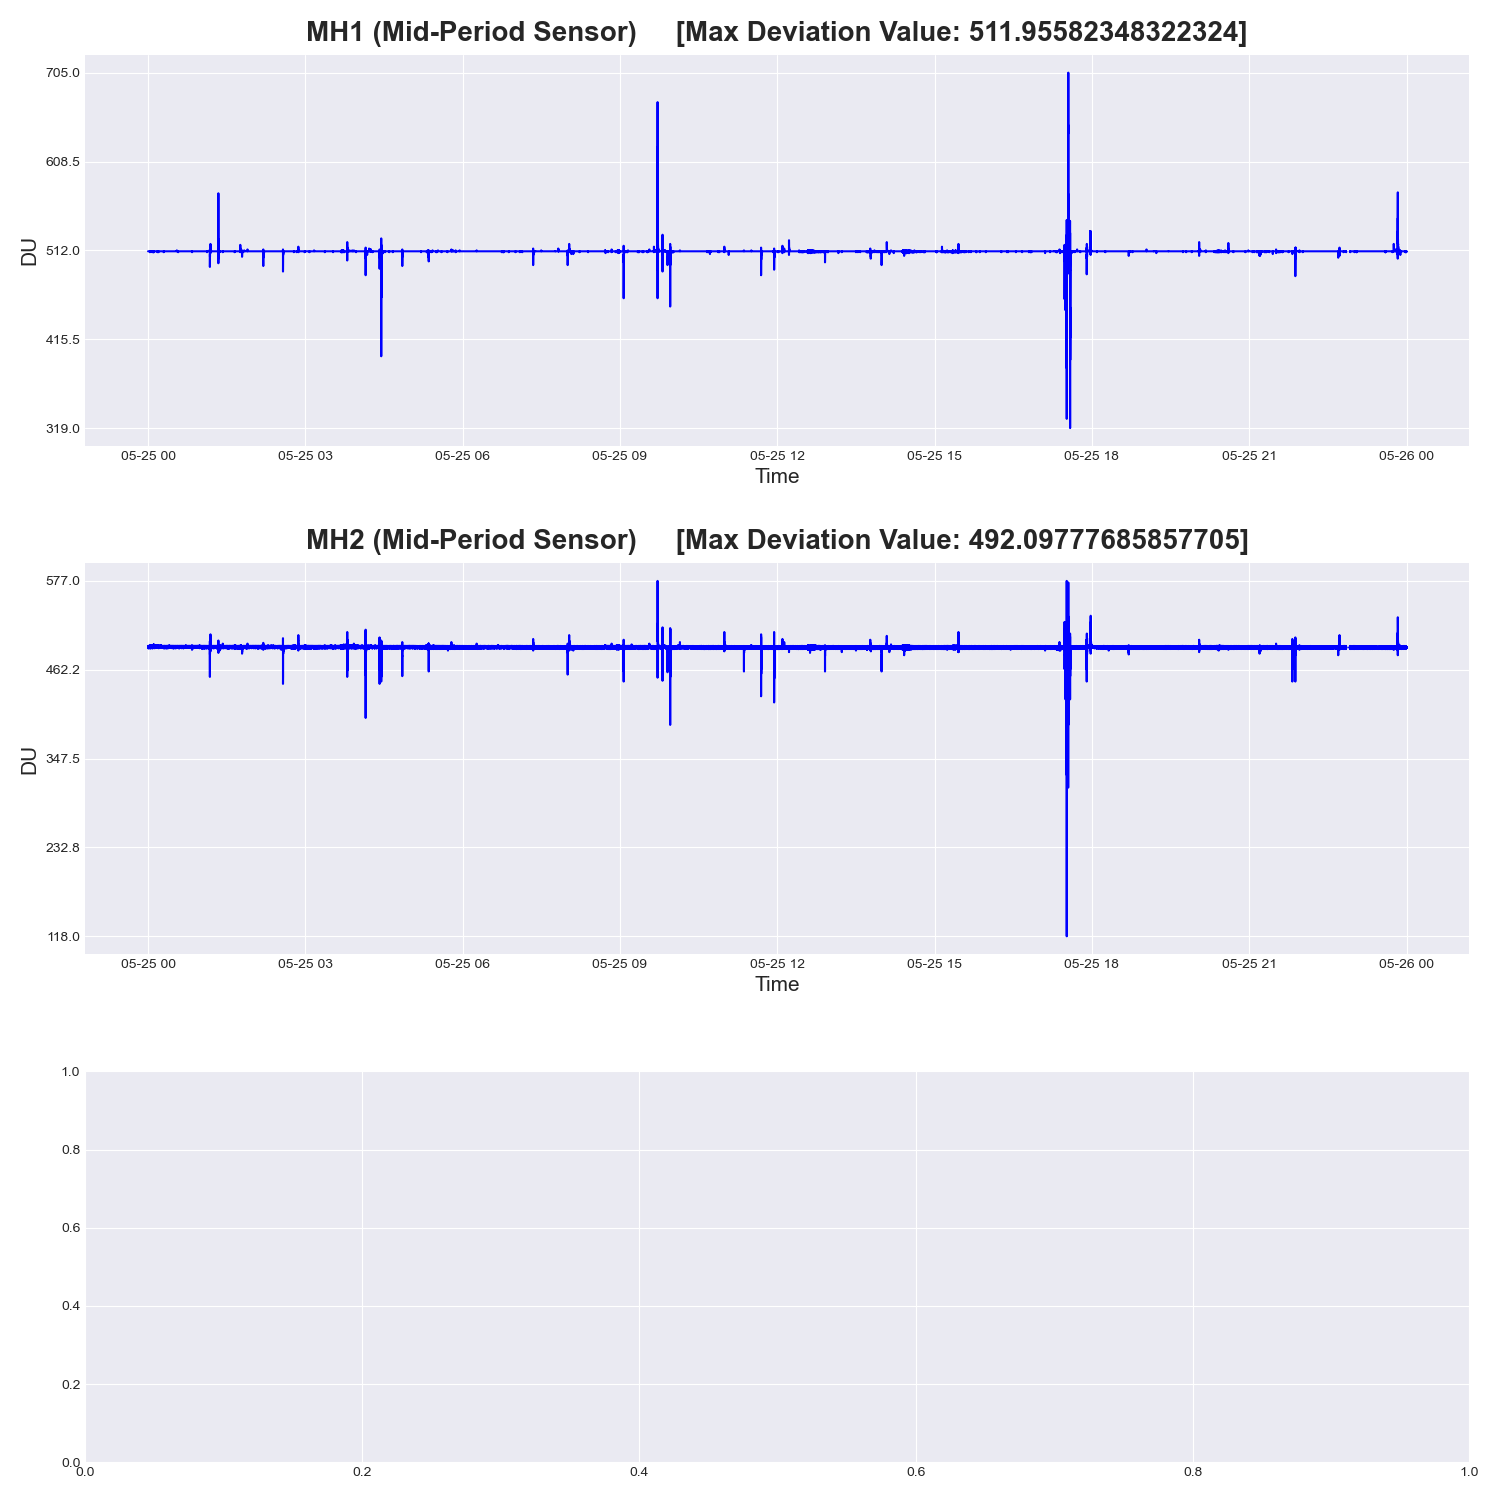 MH1 (Mid-Period Sensor) [Max Deviation Value: 511.95582348322324]
705.0
608.5
512.0
415.5
319.0
DU
05-25 00 05-25 03 05-25 06 05-25 09 05-25 12 05-25 15 05-25 18 05-25 21 05-26 00
Time
MH2 (Mid-Period Sensor) [Max Deviation Value: 492.09777685857705]
577.0
462.2
347.5
232.8
118.0
DU
05-25 00 05-25 03 05-25 06 05-25 09 05-25 12 05-25 15 05-25 18 05-25 21 05-26 00
Time
1.0
0.8
0.6
0.4
0.2
0.0
0.0 0.2 0.4 0.6 0.8 1.0